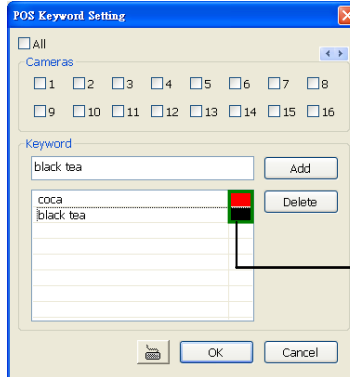 POS Keyword Setting
All
Cameras
1 2 3 4 5 6 7 8
9 10 11 12 13 14 15 16
Keyword
black tea Add
coca Delete
black tea
OK Cancel